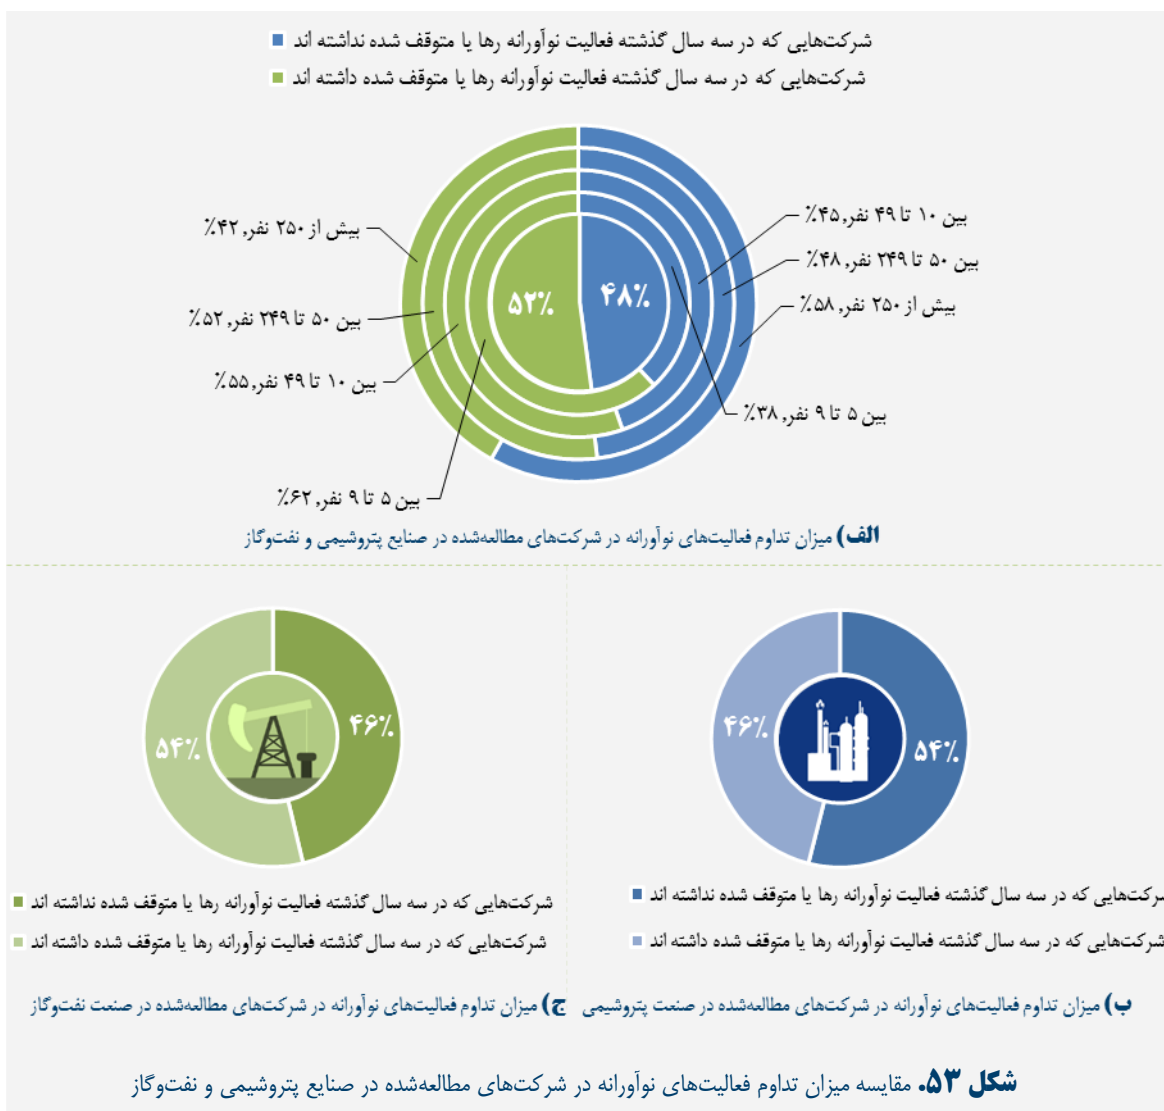 شرکت‌هایی که در سه سال گذشته فعالیت نوآورانه رها یا متوقف شده نداشته اند
شرکت‌هایی که در سه سال گذشته فعالیت نوآورانه رها یا متوقف شده داشته اند
بین ۱۰ تا ۴۹ نفر, ۴۵٪
بین ۵۰ تا ۲۴۹ نفر, ۴۸٪
بیش از ۲۵۰ نفر, ۵۸٪
بین ۵ تا ۹ نفر, ۳۸٪
۴۸٪
۵۲٪
بیش از ۲۵۰ نفر, ۴۲٪
بین ۵۰ تا ۲۴۹ نفر, ۵۲٪
بین ۱۰ تا ۴۹ نفر, ۵۵٪
بین ۵ تا ۹ نفر, ۶۲٪
الف) میزان تداوم فعالیت‌های نوآورانه در شرکت‌های مطالعه‌شده در صنایع پتروشیمی و نفت‌وگاز
۵۴٪
۴۶٪
شرکت‌هایی که در سه سال گذشته فعالیت نوآورانه رها یا متوقف شده نداشته اند
شرکت‌هایی که در سه سال گذشته فعالیت نوآورانه رها یا متوقف شده داشته اند
ب) میزان تداوم فعالیت‌های نوآورانه در شرکت‌های مطالعه‌شده در صنعت پتروشیمی
۴۶٪
۵۴٪
شرکت‌هایی که در سه سال گذشته فعالیت نوآورانه رها یا متوقف شده نداشته اند
شرکت‌هایی که در سه سال گذشته فعالیت نوآورانه رها یا متوقف شده داشته اند
ج) میزان تداوم فعالیت‌های نوآورانه در شرکت‌های مطالعه‌شده در صنعت نفت‌وگاز
شکل ۵۳. مقایسه میزان تداوم فعالیت‌های نوآورانه در شرکت‌های مطالعه‌شده در صنایع پتروشیمی و نفت‌وگاز